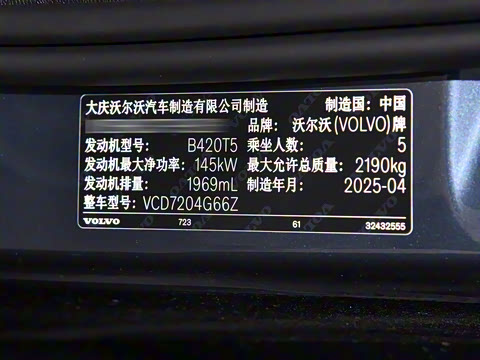 大庆沃尔沃汽车制造有限公司制造 制造国：中国
品牌：沃尔沃(VOLVO)牌
发动机型号： B420T5 乘坐人数： 5
发动机最大净功率： 145kW 最大允许总质量： 2190kg
发动机排量： 1969mL 制造年月： 2025-04
整车型号： VCD7204G66Z
VOLVO 723 61 32432555